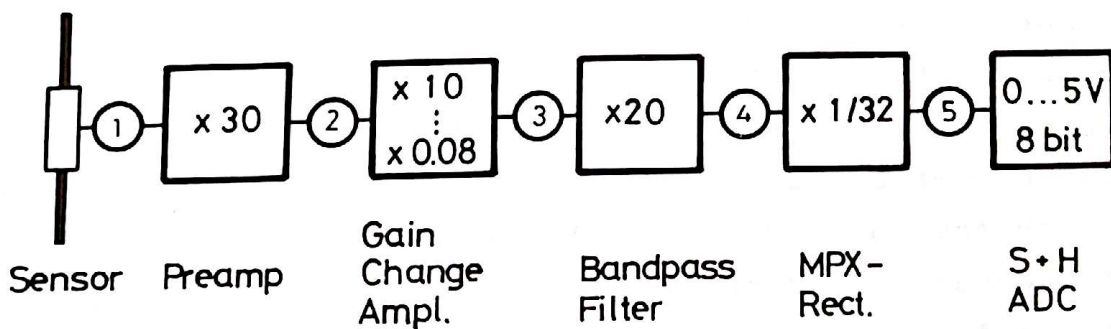 1
x 30
2
x 10
⋮
x 0.08
3
x20
4
x 1/32
5
0...5V
8 bit
Sensor
Preamp
Gain
Change
Ampl.
Bandpass
Filter
MPX-
Rect.
S+H
ADC